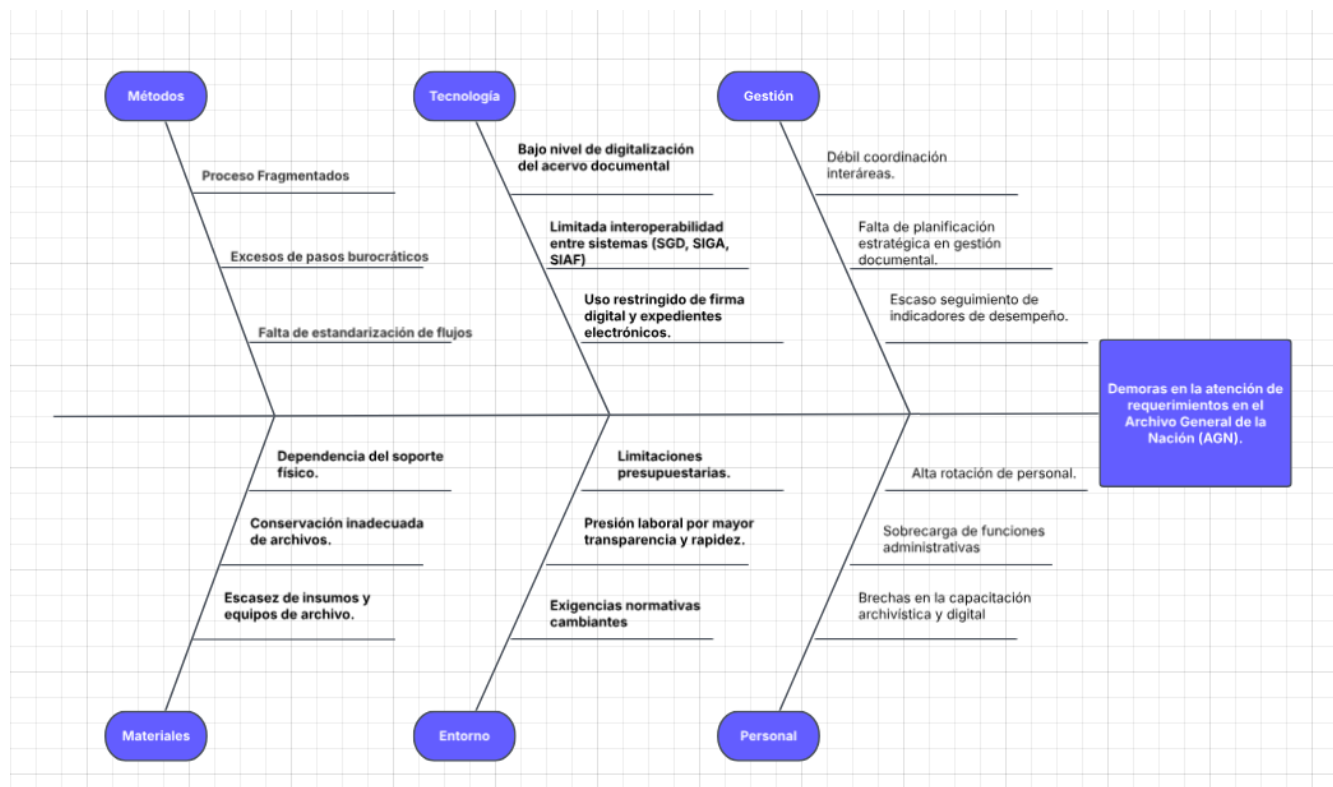 Métodos
Tecnología
Gestión
Proceso Fragmentados
Excesos de pasos burocráticos
Falta de estandarización de flujos
Bajo nivel de digitalización
del acervo documental
Limitada interoperabilidad
entre sistemas (SGD, SIGA,
SIAF)
Uso restringido de firma
digital y expedientes
electrónicos.
Débil coordinación
interáreas.
Falta de planificación
estratégica en gestión
documental.
Escaso seguimiento de
indicadores de desempeño.
Demoras en la atención de
requerimientos en el
Archivo General de la
Nación (AGN).
Dependencia del soporte
físico.
Conservación inadecuada
de archivos.
Escasez de insumos y
equipos de archivo.
Limitaciones
presupuestarias.
Presión laboral por mayor
transparencia y rapidez.
Exigencias normativas
cambiantes
Alta rotación de personal.
Sobrecarga de funciones
administrativas
Brechas en la capacitación
archivística y digital
Materiales
Entorno
Personal